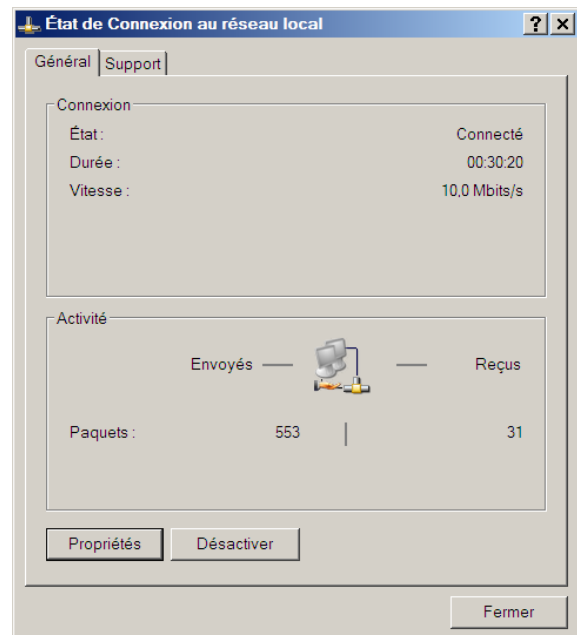 État de Connexion au réseau local
Général Support
Connexion
État : Connecté
Durée : 00:30:20
Vitesse : 10,0 Mbits/s
Activité
Envoyés Reçus
Paquets : 553 31
Propriétés Désactiver
Fermer